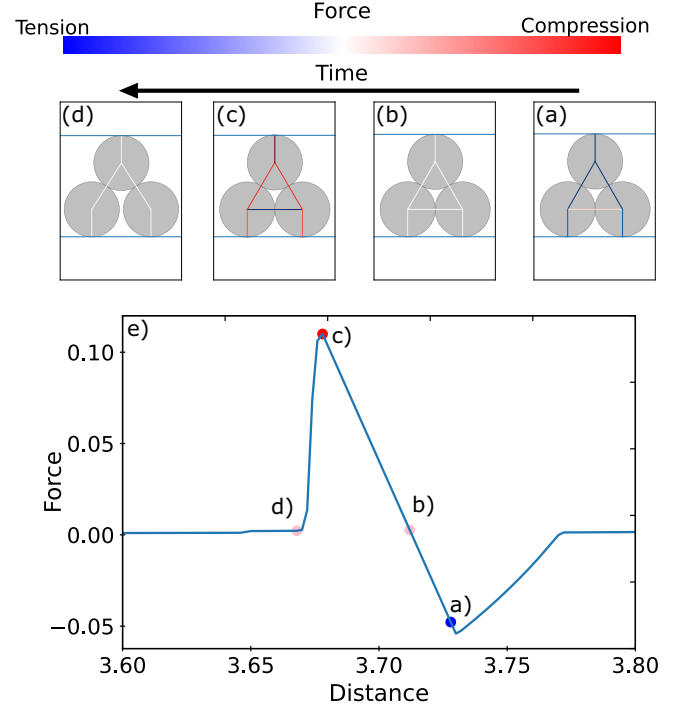 Force
Tension
Compression
Time
(d)
(c)
(b)
(a)
e)
c)
d)
b)
a)
0.10
0.05
0.00
−0.05
Force
3.60
3.65
3.70
3.75
3.80
Distance